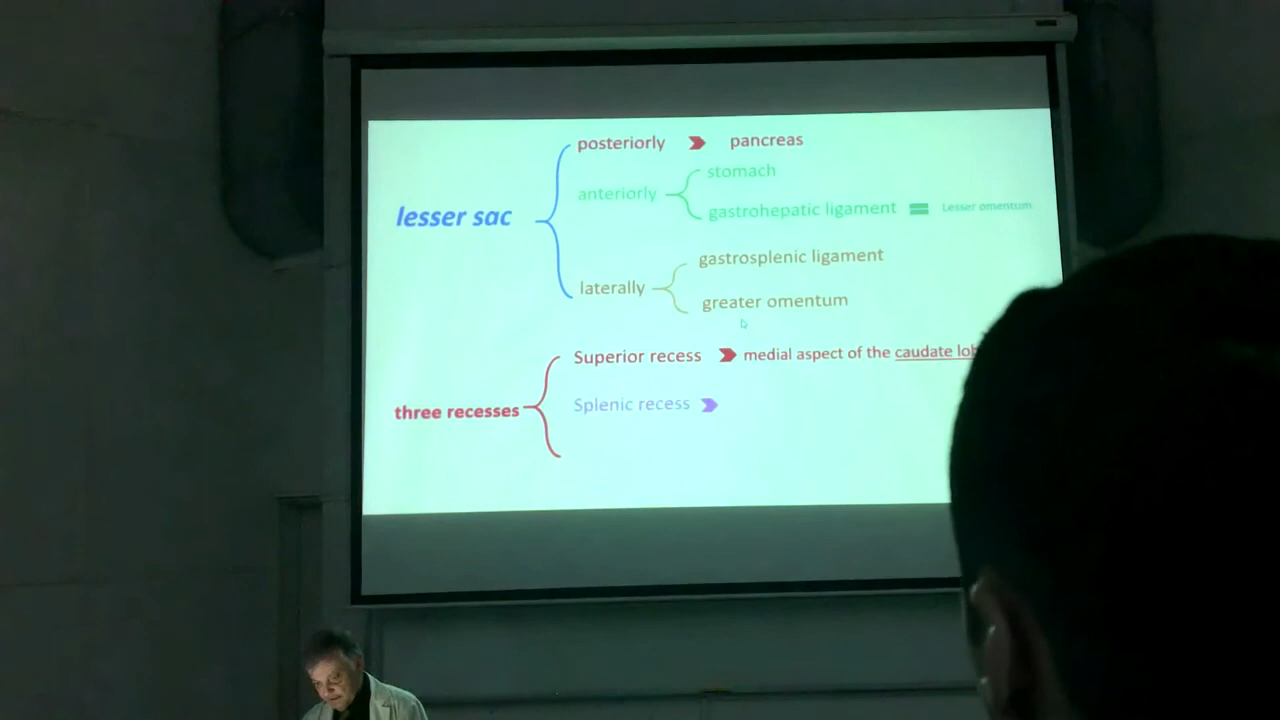 posteriorly pancreas
stomach
anteriorly
gastrohepatic ligament = Lesser omentum
lesser sac
gastrosplenic ligament
laterally
greater omentum
Superior recess medial aspect of the caudate lob
Splenic recess
three recesses